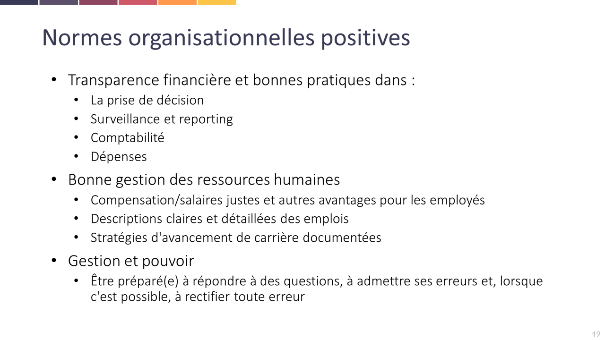 Normes organisationnelles positives
• Transparence financière et bonnes pratiques dans :
• La prise de décision
• Surveillance et reporting
• Comptabilité
• Dépenses
• Bonne gestion des ressources humaines
• Compensation/salaires justes et autres avantages pour les employés
• Descriptions claires et détaillées des emplois
• Stratégies d'avancement de carrière documentées
• Gestion et pouvoir
• Être préparé(e) à répondre à des questions, à admettre ses erreurs et, lorsque
c'est possible, à rectifier toute erreur
49